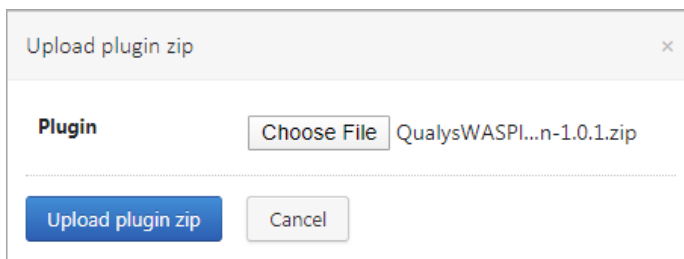 Upload plugin zip ×
Plugin Choose File QualysWASPl...n-1.0.1.zip
Upload plugin zip Cancel